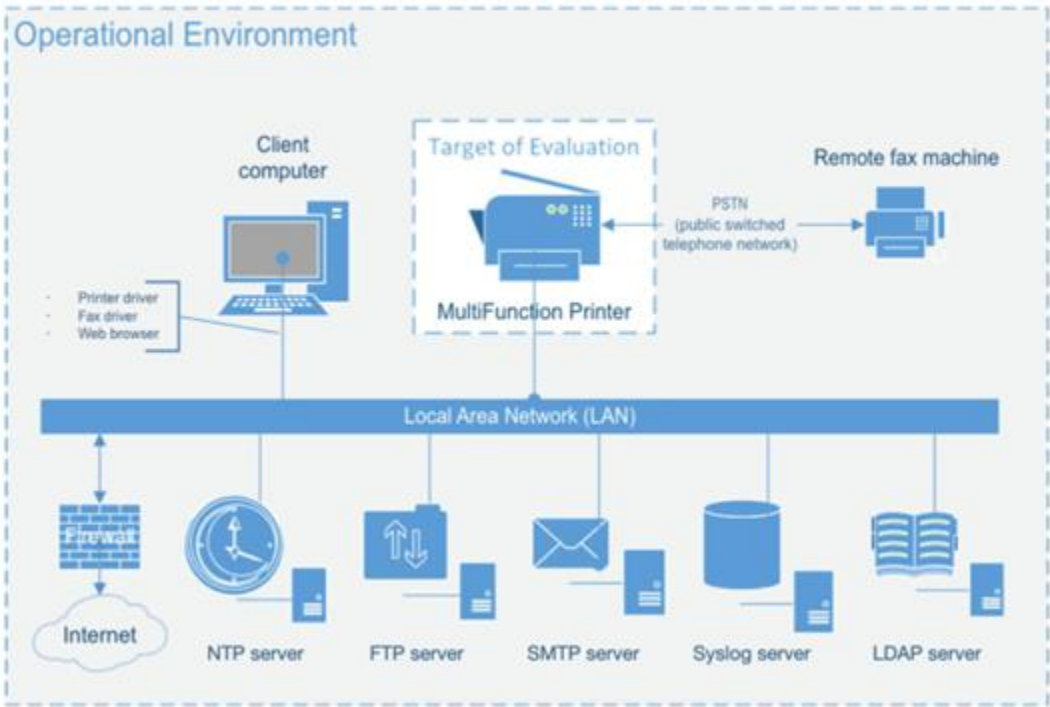 Operational Environment
Client
computer
Target of Evaluation
MultiFunction Printer
PSTN
(public switched
telephone network)
Remote fax machine
· Printer driver
· Fax driver
· Web browser
Local Area Network (LAN)
Firewall
Internet
NTP server
FTP server
SMTP server
Syslog server
LDAP server